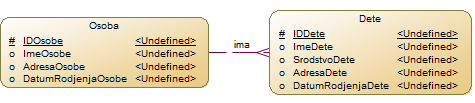 Osoba
# IDOsobe <Undefined>
o ImeOsobe <Undefined>
o AdresaOsobe <Undefined>
o DatumRodjenjaOsobe <Undefined>
ima
Dete
# IDDete <Undefined>
o ImeDete <Undefined>
o SrodstvoDete <Undefined>
o AdresaDete <Undefined>
o DatumRodjenjaDete <Undefined>